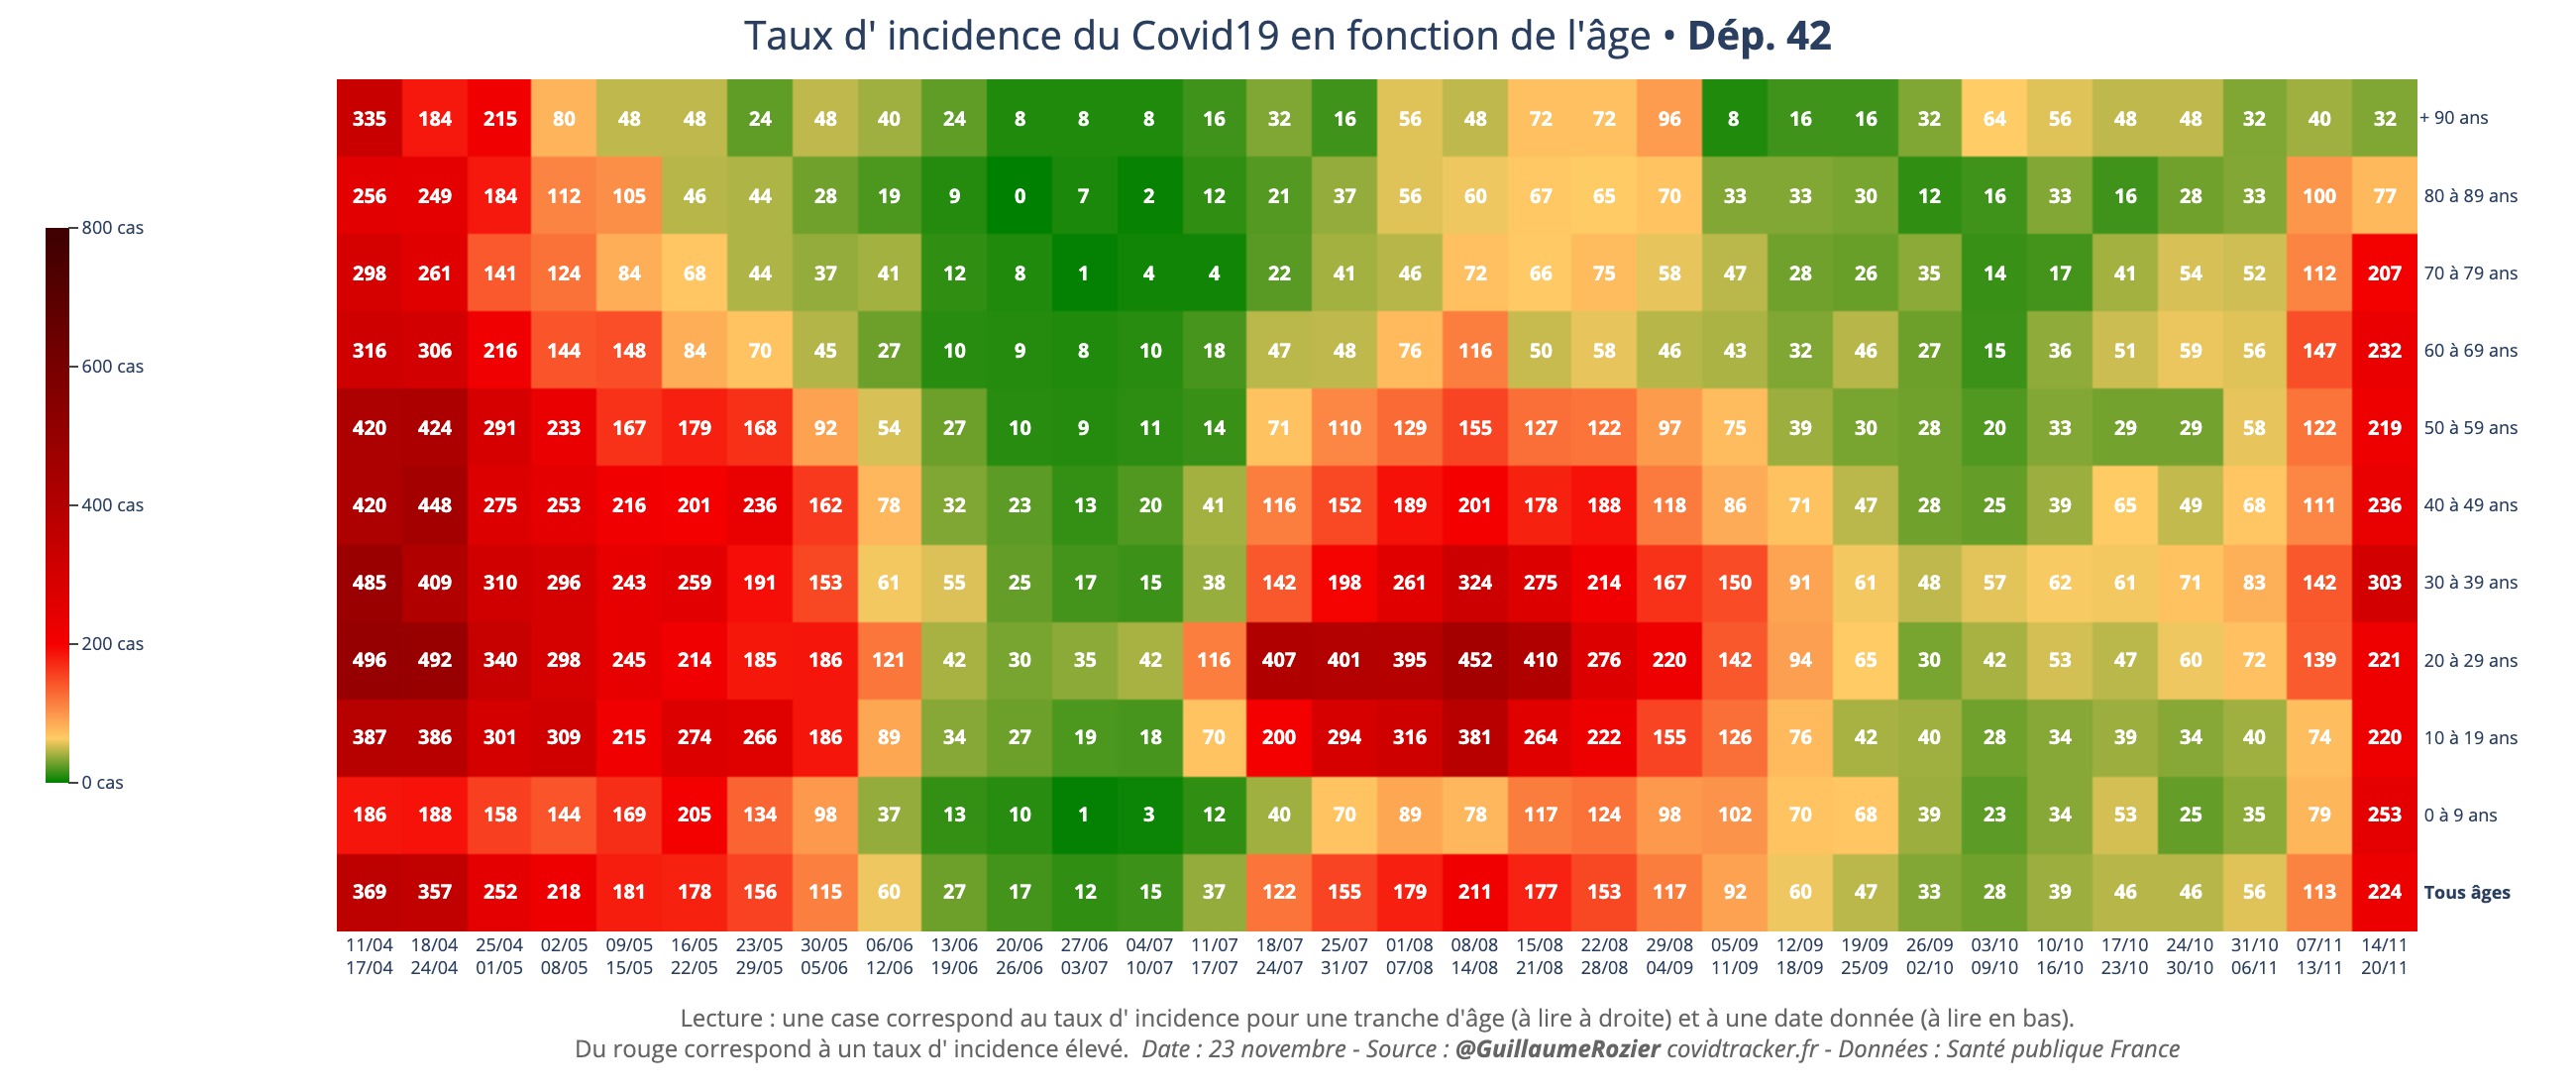 Taux d' incidence du Covid19 en fonction de l'âge • Dép. 42
800 cas
600 cas
400 cas
200 cas
0 cas
335 184 215 80 48 48 24 48 40 24 8 8 8 16 32 16 56 48 72 72 96 8 16 16 32 64 56 48 48 32 40 32 + 90 ans
256 249 184 112 105 46 44 28 19 9 0 7 2 12 21 37 56 60 67 65 70 33 33 30 12 16 33 16 28 33 100 77 80 à 89 ans
298 261 141 124 84 68 44 37 41 12 8 1 4 4 22 41 46 72 66 75 58 47 28 26 35 14 17 41 54 52 112 207 70 à 79 ans
316 306 216 144 148 84 70 45 27 10 9 8 10 18 47 48 76 116 50 58 46 43 32 46 27 15 36 51 59 56 147 232 60 à 69 ans
420 424 291 233 167 179 168 92 54 27 10 9 11 14 71 110 129 155 127 122 97 75 39 30 28 20 33 29 29 58 122 219 50 à 59 ans
420 448 275 253 216 201 236 162 78 32 23 13 20 41 116 152 189 201 178 188 118 86 71 47 28 25 39 65 49 68 111 236 40 à 49 ans
485 409 310 296 243 259 191 153 61 55 25 17 15 38 142 198 261 324 275 214 167 150 91 61 48 57 62 61 71 83 142 303 30 à 39 ans
496 492 340 298 245 214 185 186 121 42 30 35 42 116 407 401 395 452 410 276 220 142 94 65 30 42 53 47 60 72 139 221 20 à 29 ans
387 386 301 309 215 274 266 186 89 34 27 19 18 70 200 294 316 381 264 222 155 126 76 42 40 28 34 39 34 40 74 220 10 à 19 ans
186 188 158 144 169 205 134 98 37 13 10 1 3 12 40 70 89 78 117 124 98 102 70 68 39 23 34 53 25 35 79 253 0 à 9 ans
369 357 252 218 181 178 156 115 60 27 17 12 15 37 122 155 179 211 177 153 117 92 60 47 33 28 39 46 46 56 113 224 Tous âges
11/04 18/04 25/04 02/05 09/05 16/05 23/05 30/05 06/06 13/06 20/06 27/06 04/07 11/07 18/07 25/07 01/08 08/08 15/08 22/08 29/08 05/09 12/09 19/09 26/09 03/10 10/10 17/10 24/10 31/10 07/11 14/11
17/04 24/04 01/05 08/05 15/05 22/05 29/05 05/06 12/06 19/06 26/06 03/07 10/07 17/07 24/07 31/07 07/08 14/08 21/08 28/08 04/09 11/09 18/09 25/09 02/10 09/10 16/10 23/10 30/10 06/11 13/11 20/11
Lecture : une case correspond au taux d' incidence pour une tranche d'âge (à lire à droite) et à une date donnée (à lire en bas).
Du rouge correspond à un taux d' incidence élevé. Date : 23 novembre - Source : @GuillaumeRozier covidtracker.fr - Données : Santé publique France